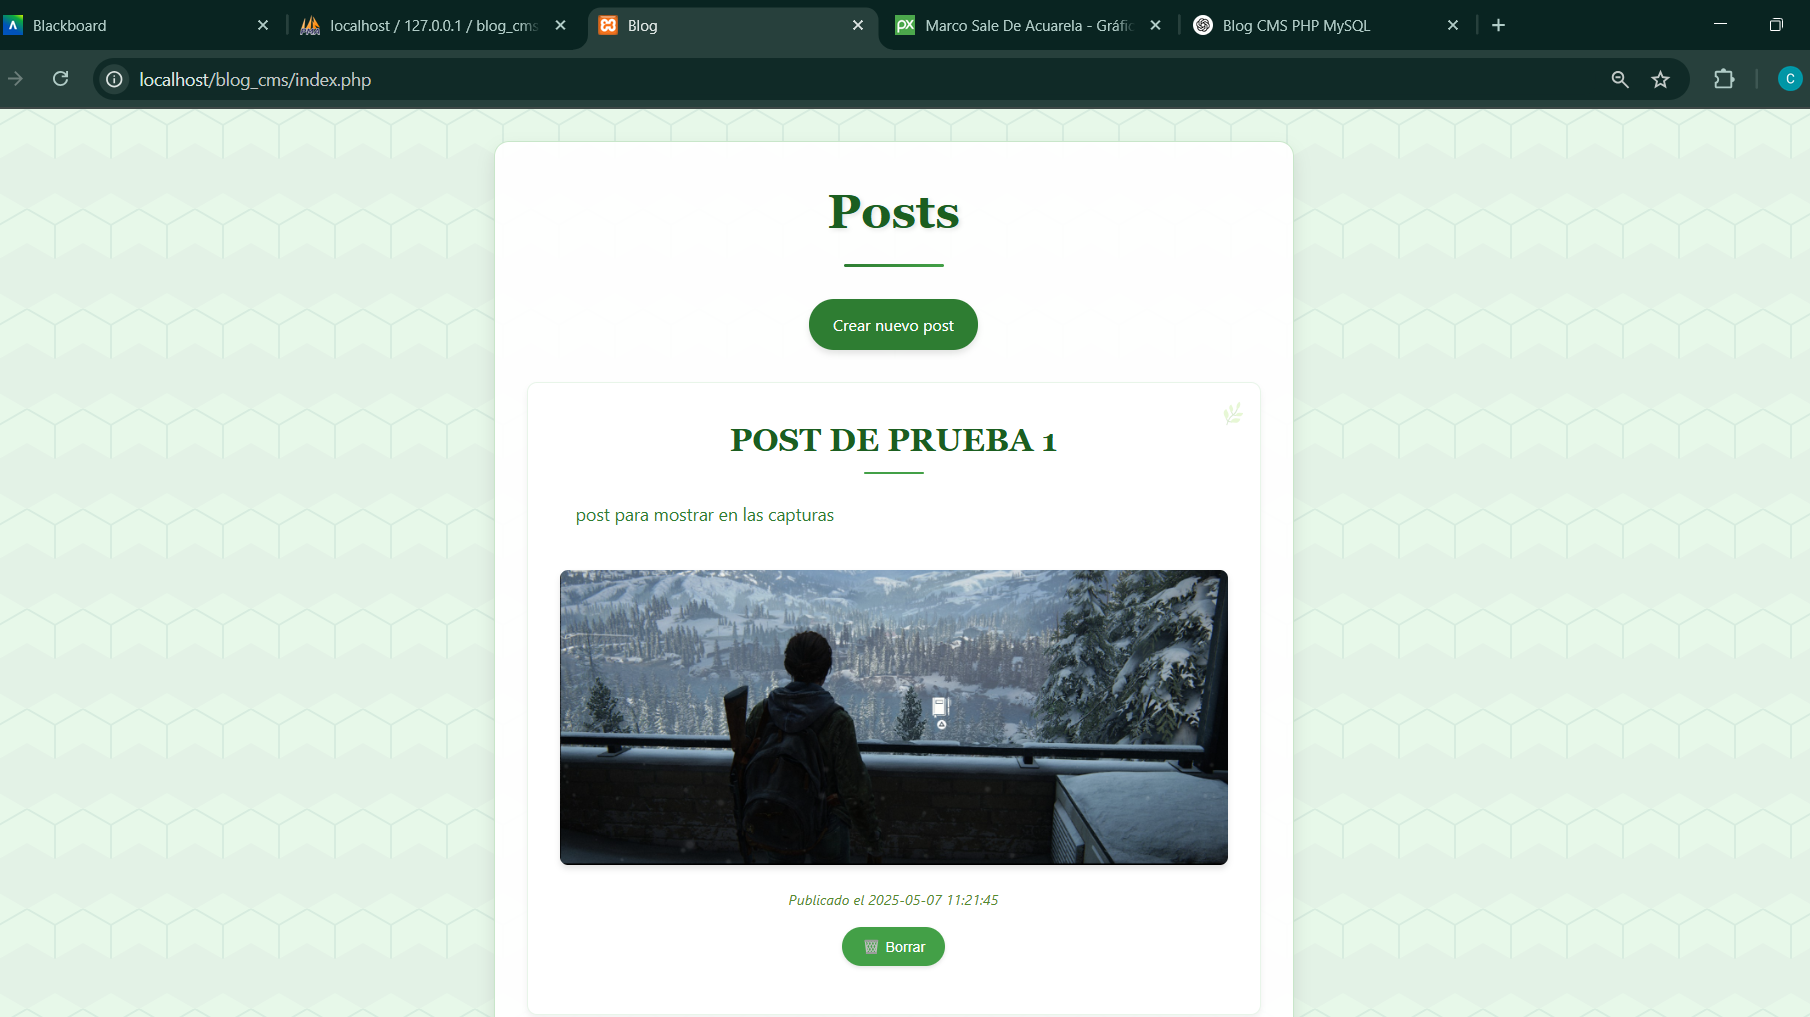 Blackboard
localhost / 127.0.0.1 / blog_cms
Blog
Marco Sale De Acuarela - Gráfic
Blog CMS PHP MySQL
localhost/blog_cms/index.php
C
Posts
Crear nuevo post
POST DE PRUEBA 1
post para mostrar en las capturas
Publicado el 2025-05-07 11:21:45
Borrar